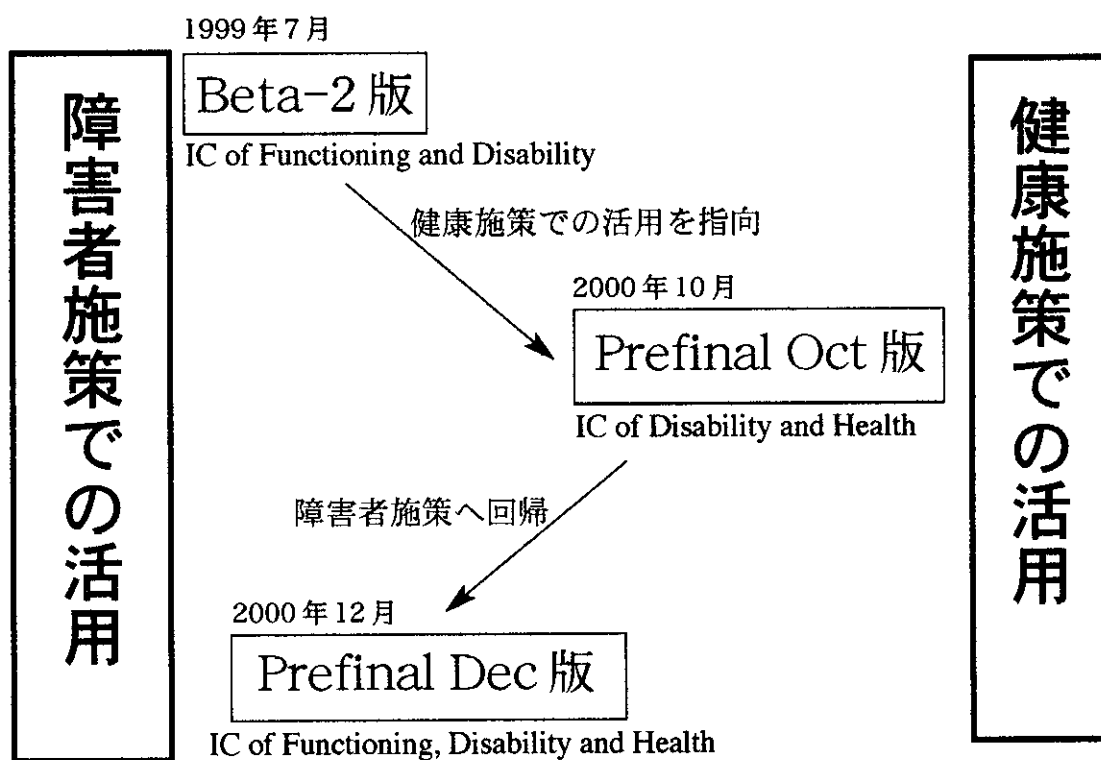 障害者施策での活用
1999年7月
Beta-2 版
IC of Functioning and Disability
健康施策での活用を指向
2000年10月
Prefinal Oct 版
IC of Disability and Health
障害者施策へ回帰
2000年12月
Prefinal Dec 版
IC of Functioning, Disability and Health
健康施策での活用